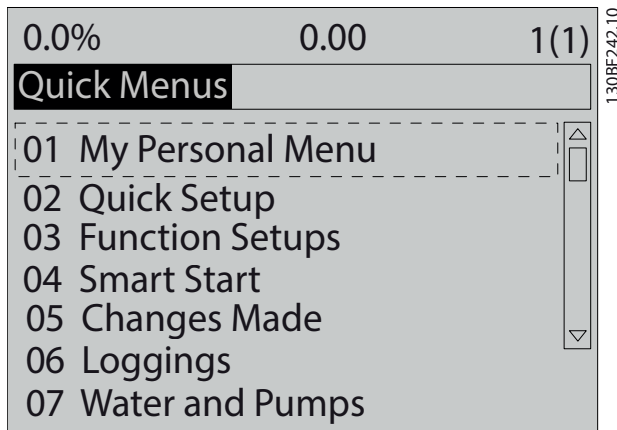 0.0% 0.00 1(1)
Quick Menus
01 My Personal Menu
02 Quick Setup
03 Function Setups
04 Smart Start
05 Changes Made
06 Loggings
07 Water and Pumps
130BF242.10